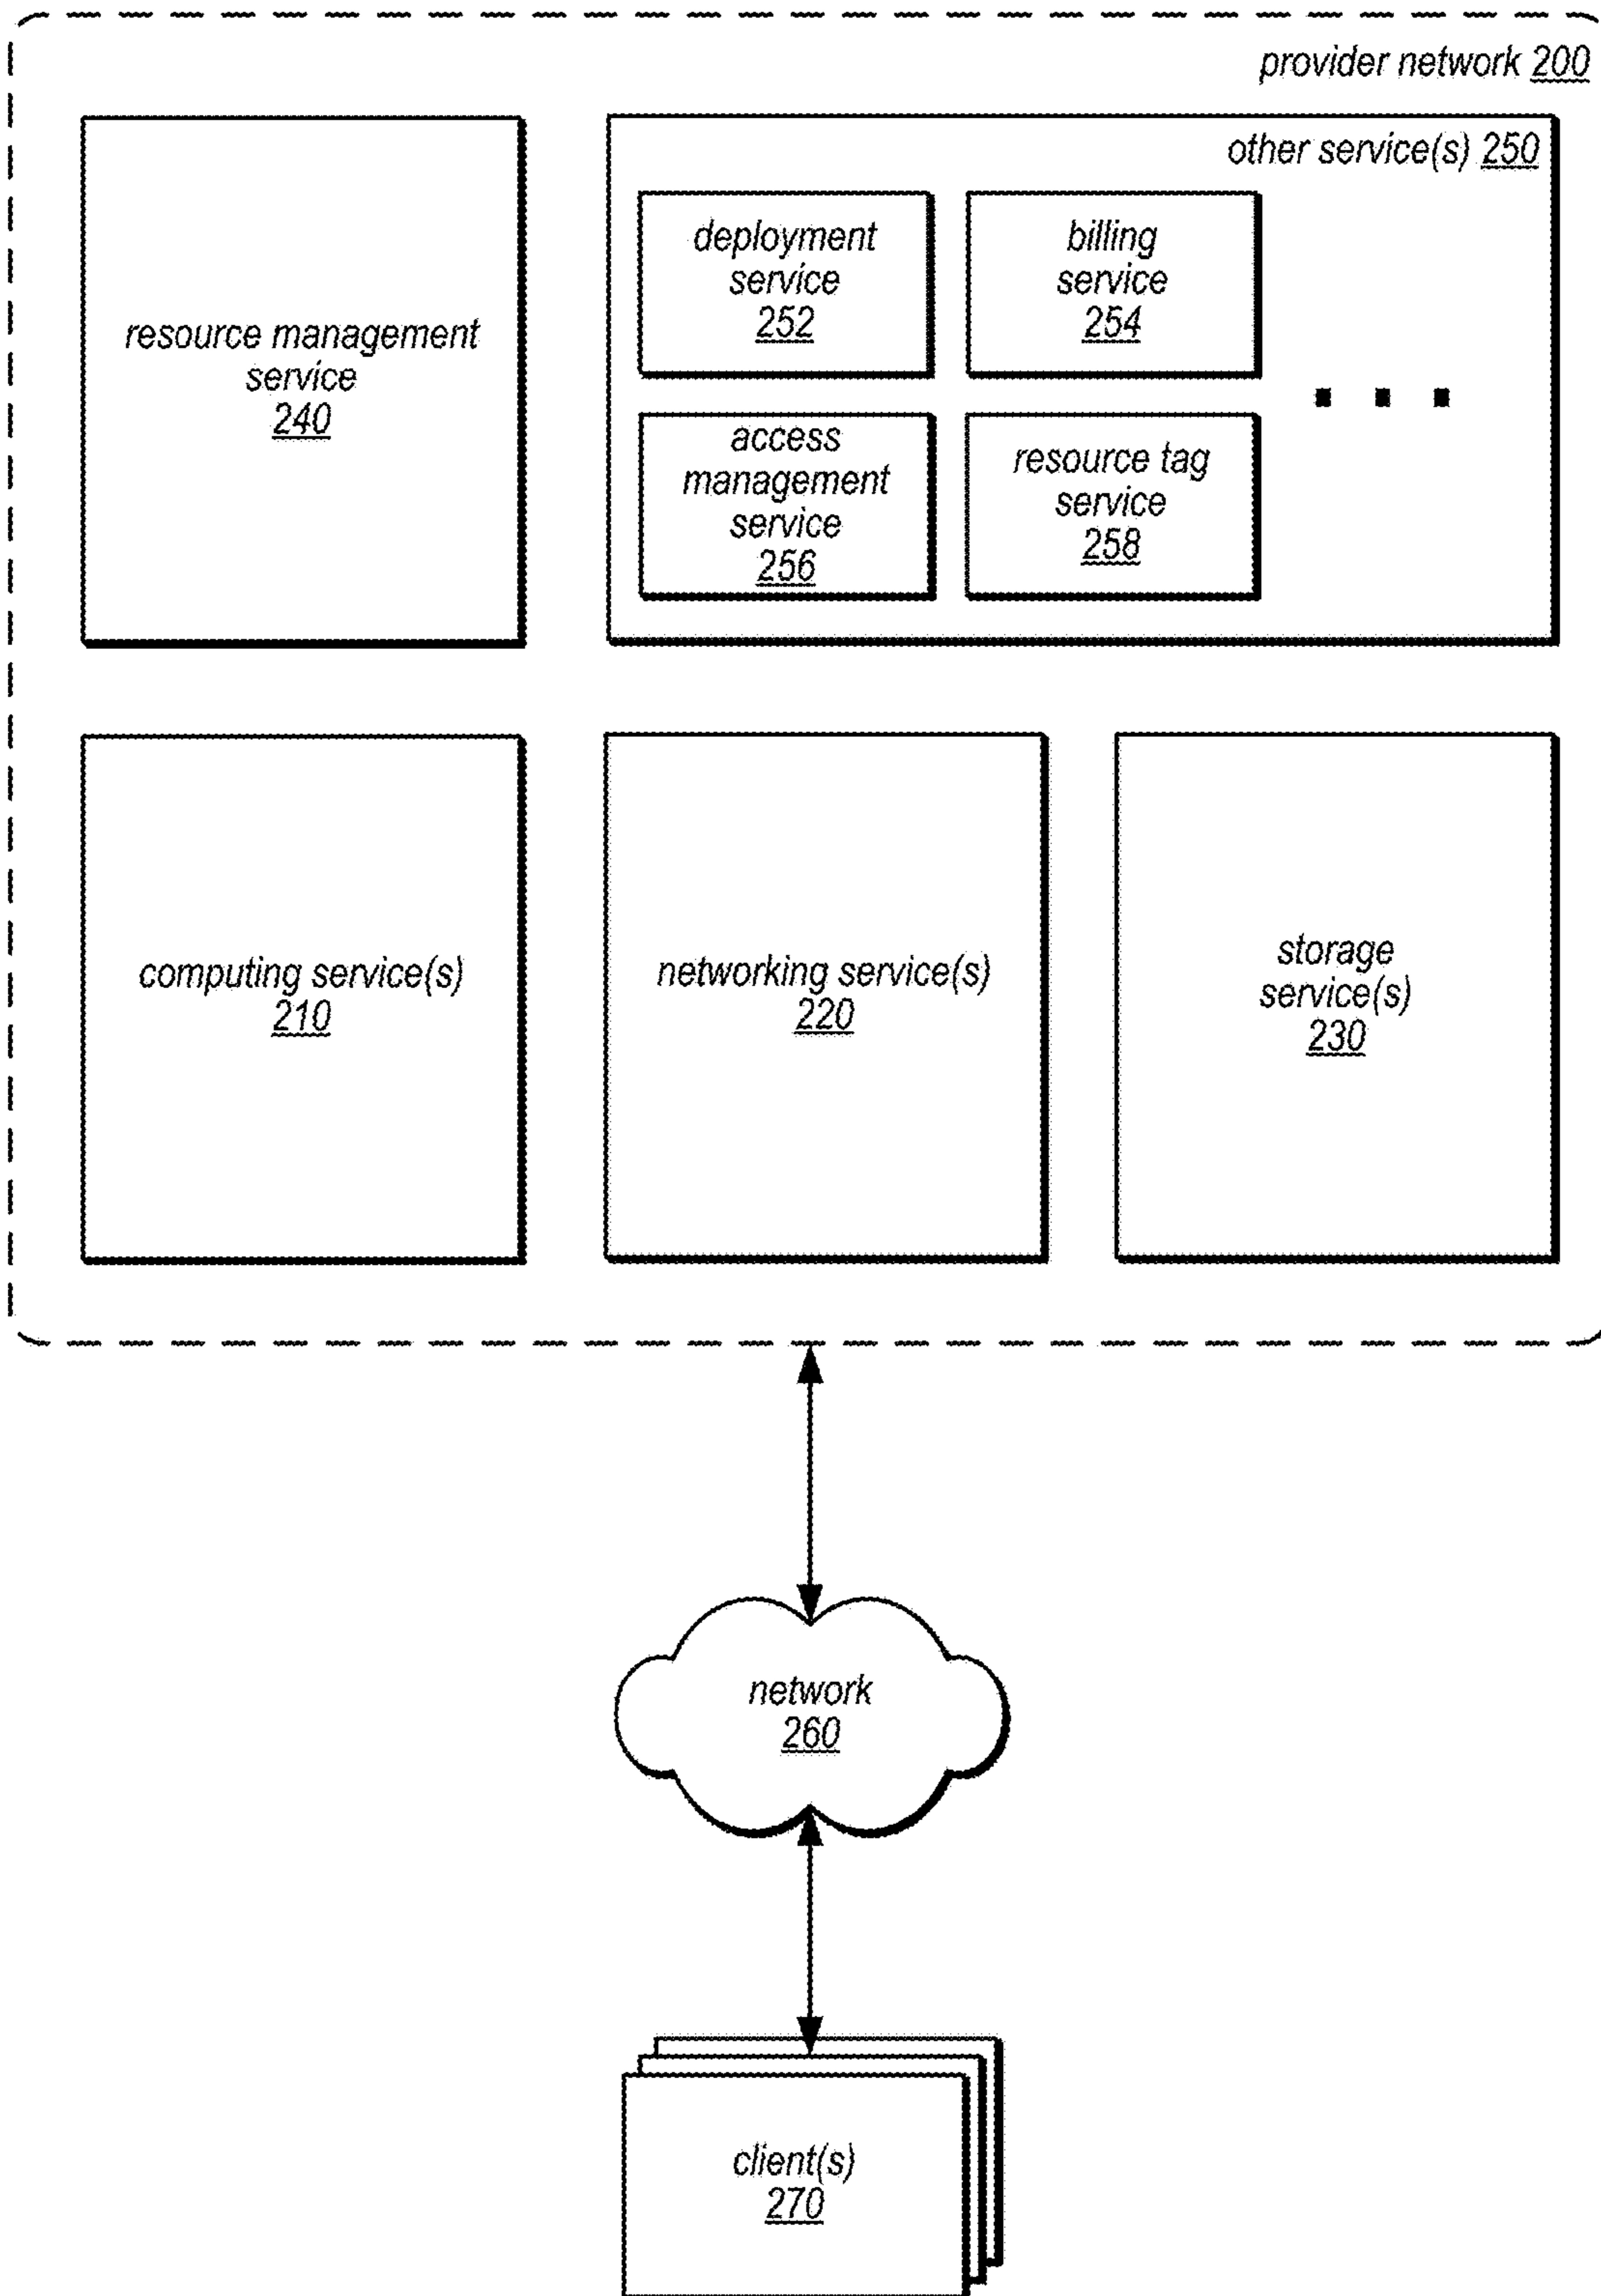 provider network 200
resource management
service
240
other service(s) 250
deployment
service
252
billing
service
254
access
management
service
256
resource tag
service
258
computing service(s)
210
networking service(s)
220
storage
service(s)
230
network
260
client(s)
270